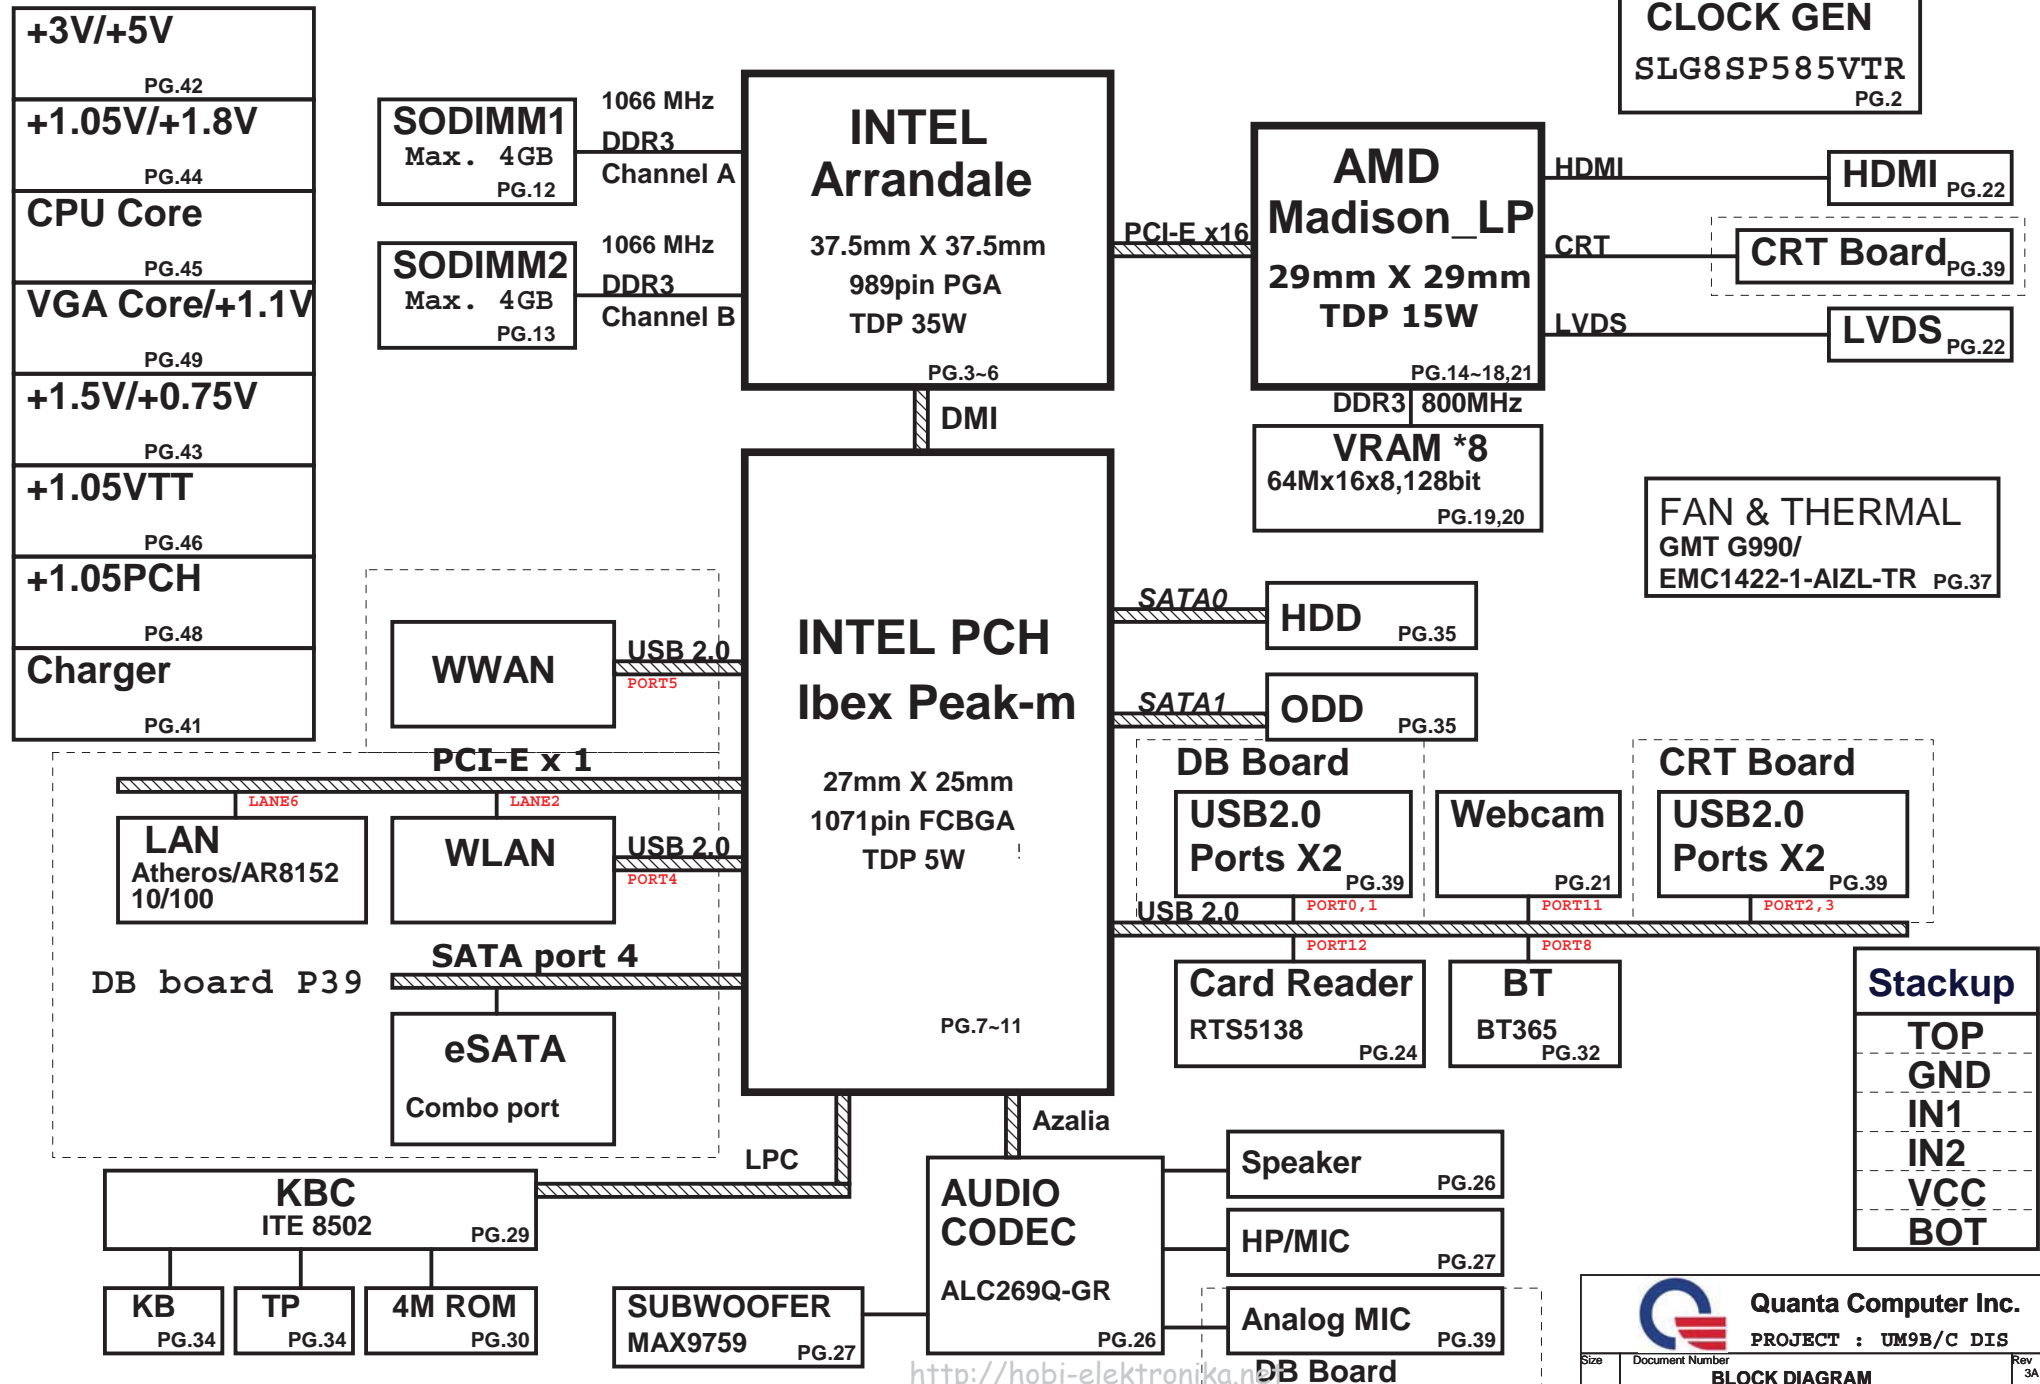 +3V/+5V
PG.42
+1.05V/+1.8V
PG.44
CPU Core
PG.45
VGA Core/+1.1V
PG.49
+1.5V/+0.75V
PG.43
+1.05VTT
PG.46
+1.05PCH
PG.48
Charger
PG.41
SODIMM1
Max. 4GB
PG.12
1066 MHz
DDR3
Channel A
SODIMM2
Max. 4GB
PG.13
1066 MHz
DDR3
Channel B
INTEL
Arrandale
37.5mm X 37.5mm
989pin PGA
TDP 35W
PG.3~6
PCI-E x16
CLOCK GEN
SLG8SP585VTR
PG.2
AMD
Madison_LP
29mm X 29mm
TDP 15W
PG.14~18,21
HDMI
HDMI
PG.22
CRT
CRT Board
PG.39
LVDS
LVDS
PG.22
DDR3 800MHz
VRAM *8
64Mx16x8,128bit
PG.19,20
FAN & THERMAL
GMT G990/
EMC1422-1-AIZL-TR PG.37
DMI
INTEL PCH
Ibex Peak-m
27mm X 25mm
1071pin FCBGA
TDP 5W
PG.7~11
SATA0
HDD
PG.35
SATA1
ODD
PG.35
WWAN
USB 2.0
PORT5
PCI-E x 1
LANE6
LANE2
LAN
Atheros/AR8152
10/100
WLAN
USB 2.0
PORT4
SATA port 4
DB board P39
eSATA
Combo port
DB Board
USB2.0
Ports X2
PG.39
Webcam
PG.21
CRT Board
USB2.0
Ports X2
PG.39
USB 2.0
PORT0,1
PORT11
PORT2,3
PORT12
PORT8
Card Reader
RTS5138
PG.24
BT
BT365
PG.32
Stackup
TOP
GND
IN1
IN2
VCC
BOT
LPC
Azalia
KBC
ITE 8502
PG.29
KB
PG.34
TP
PG.34
4M ROM
PG.30
SUBWOOFER
MAX9759
PG.27
AUDIO
CODEC
ALC269Q-GR
PG.26
Speaker
PG.26
HP/MIC
PG.27
Analog MIC
PG.39
DB Board
http://hobi-elektronika.net
Quanta Computer Inc.
PROJECT : UM9B/C DIS
Size
Document Number
Rev
3A
BLOCK DIAGRAM